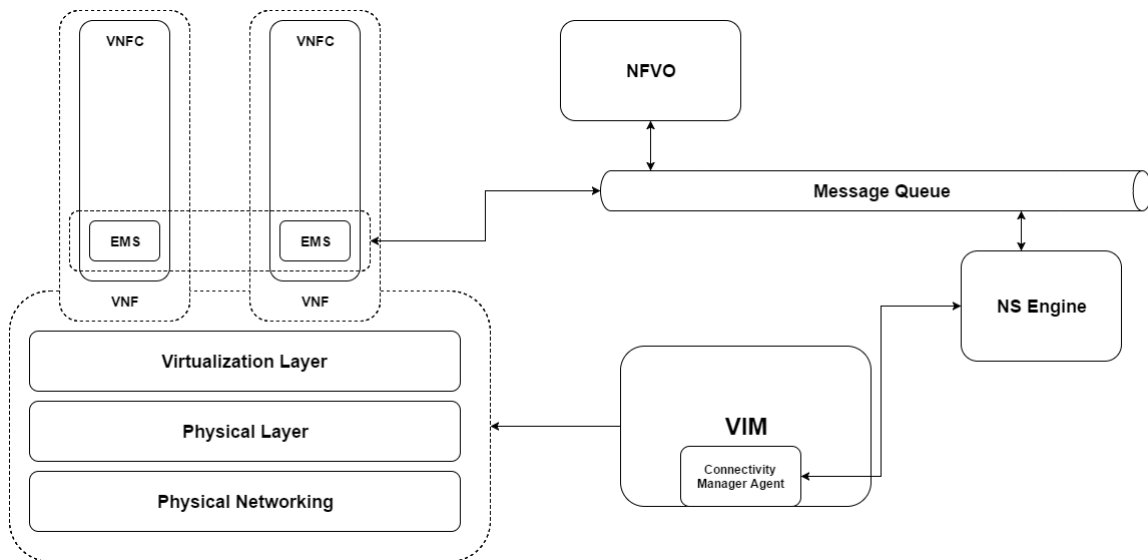 VNFC
VNFC
NFVO
Message Queue
EMS
EMS
VNF
VNF
NS Engine
Virtualization Layer
Physical Layer
VIM
Connectivity
Manager Agent
Physical Networking